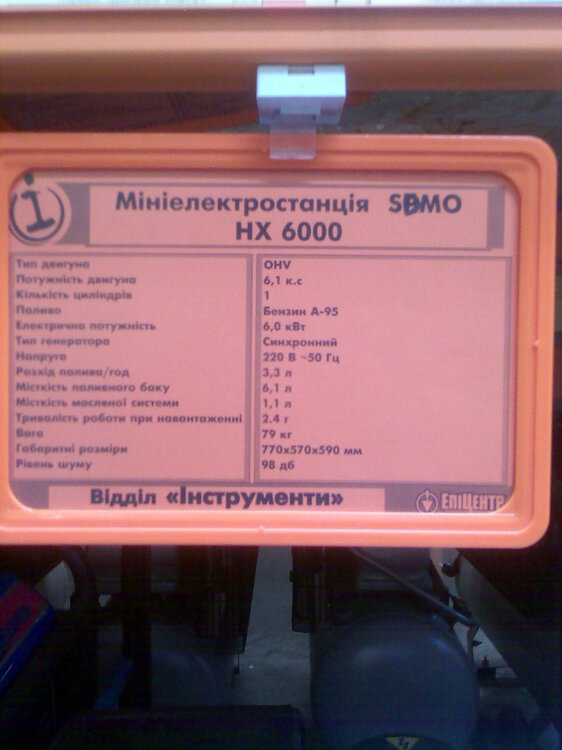 i
Мініелектростанція SDMO
HX 6000
Тип двигуна OHV
Потужність двигуна 6,1 к.с
Кількість циліндрів 1
Паливо Бензин А-95
Електрична потужність 6,0 кВт
Тип генератора Синхронний
Напруга 220 В ~50 Гц
Розхід палива/год 3,3 л
Місткість паливного баку 6,1 л
Місткість масляної системи 1,1 л
Тривалість роботи при навантаженні 2.4 г
Вага 79 кг
Габаритні розміри 770х570х590 мм
Рівень шуму 98 дб
Відділ «Інструменти» ЕПІЦЕНТР